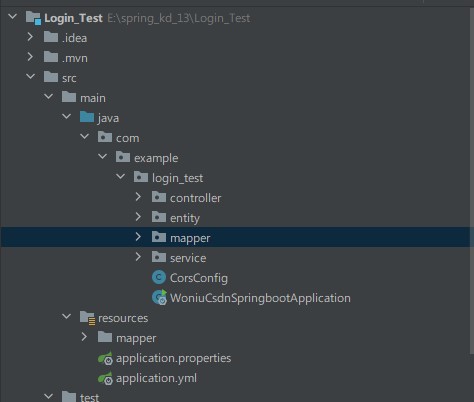 Login_Test E:\spring_kd_13\Login_Test
.idea
.mvn
src
main
java
com
example
login_test
controller
entity
mapper
service
CorsConfig
WoniuCsdnSpringbootApplication
resources
mapper
application.properties
application.yml
test